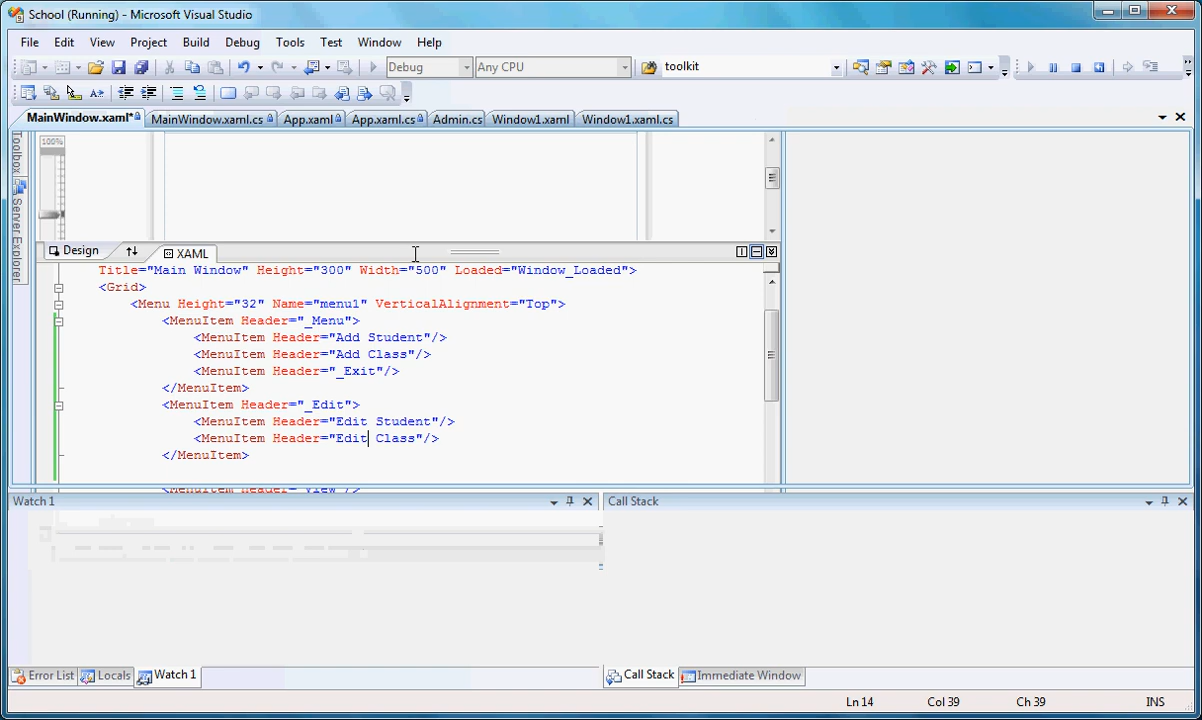 School (Running) - Microsoft Visual Studio
File Edit View Project Build Debug Tools Test Window Help
Debug Any CPU toolkit
MainWindow.xaml* MainWindow.xaml.cs App.xaml App.xaml.cs Admin.cs Window1.xaml Window1.xaml.cs
Toolbox
Server Explorer
100%
Design XAML
Title="Main Window" Height="300" Width="500" Loaded="Window_Loaded">
<Grid>
<Menu Height="32" Name="menu1" VerticalAlignment="Top">
<MenuItem Header="_Menu">
<MenuItem Header="Add Student"/>
<MenuItem Header="Add Class"/>
<MenuItem Header="_Exit"/>
</MenuItem>
<MenuItem Header="_Edit">
<MenuItem Header="Edit Student"/>
<MenuItem Header="Edit Class"/>
</MenuItem>
<MenuItem Header="_View"/>
Watch 1 Call Stack
Error List Locals Watch 1 Call Stack Immediate Window
Ln 14 Col 39 Ch 39 INS